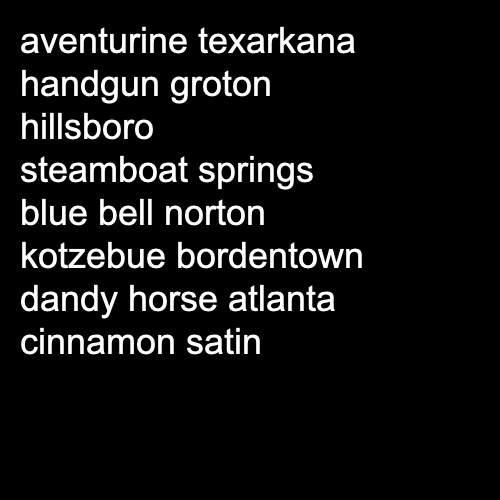 aventurine texarkana
handgun groton
hillsboro
steamboat springs
blue bell norton
kotzebue bordentown
dandy horse atlanta
cinnamon satin